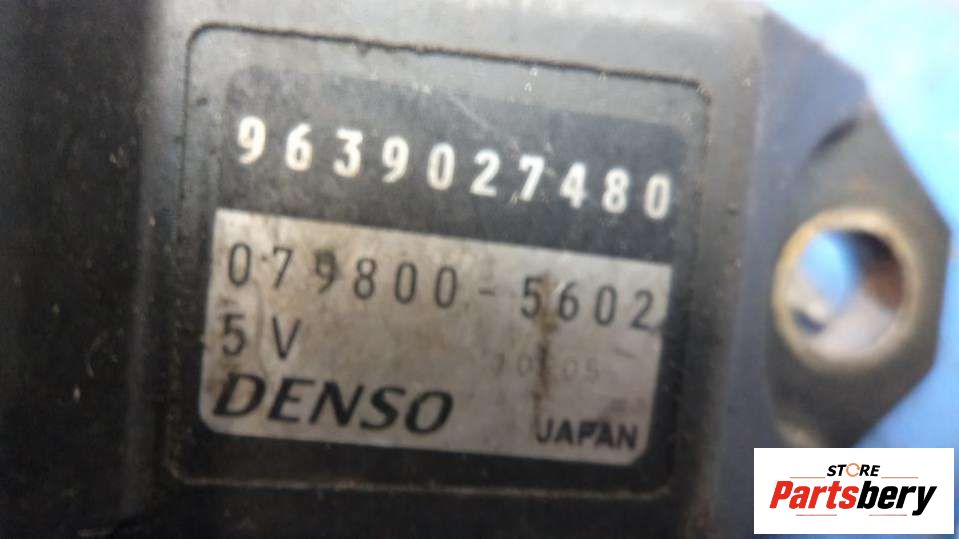 9639027480
079800-5602
5V
DENSO
JAPAN
STORE
Partsbery